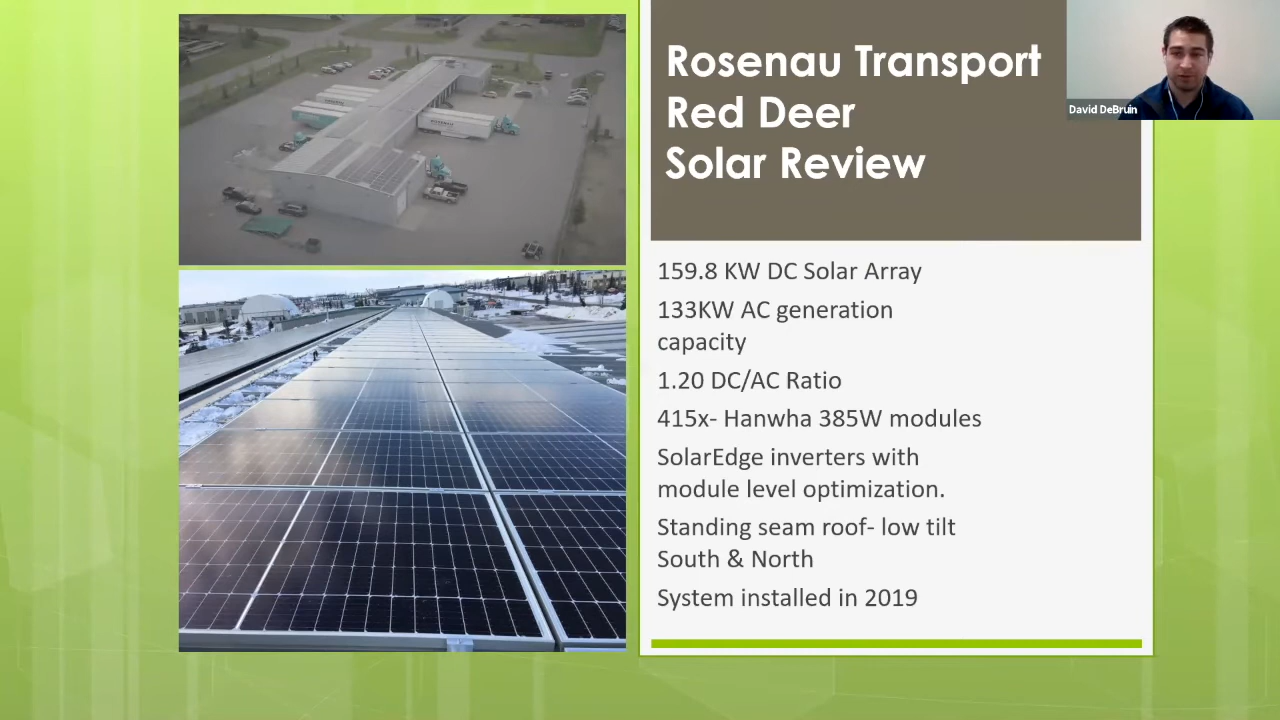 Rosenau Transport
Red Deer
Solar Review
David DeBruin
159.8 KW DC Solar Array
133KW AC generation
capacity
1.20 DC/AC Ratio
415x- Hanwha 385W modules
SolarEdge inverters with
module level optimization.
Standing seam roof- low tilt
South & North
System installed in 2019